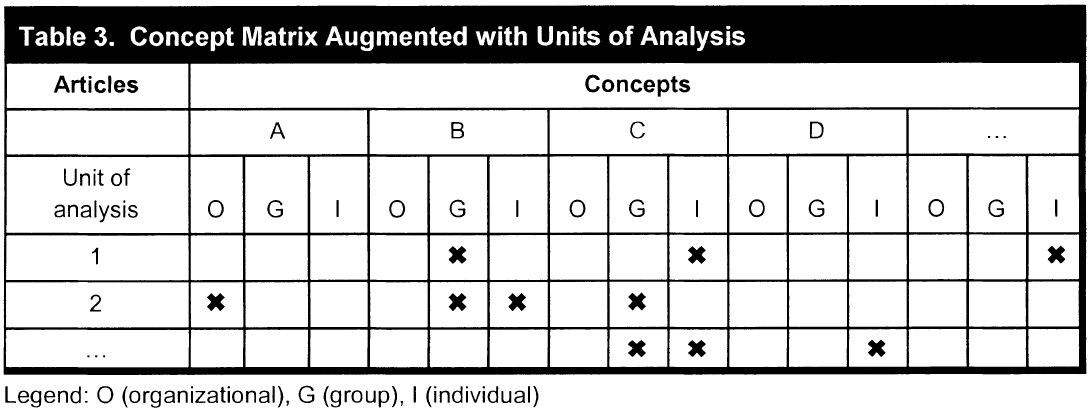 Table 3. Concept Matrix Augmented with Units of Analysis
Articles Concepts
A B C D ...
Unit of
analysis O G I O G I O G I O G I O G I
1 ✖ ✖ ✖
2 ✖ ✖ ✖ ✖
... ✖ ✖ ✖
Legend: O (organizational), G (group), I (individual)